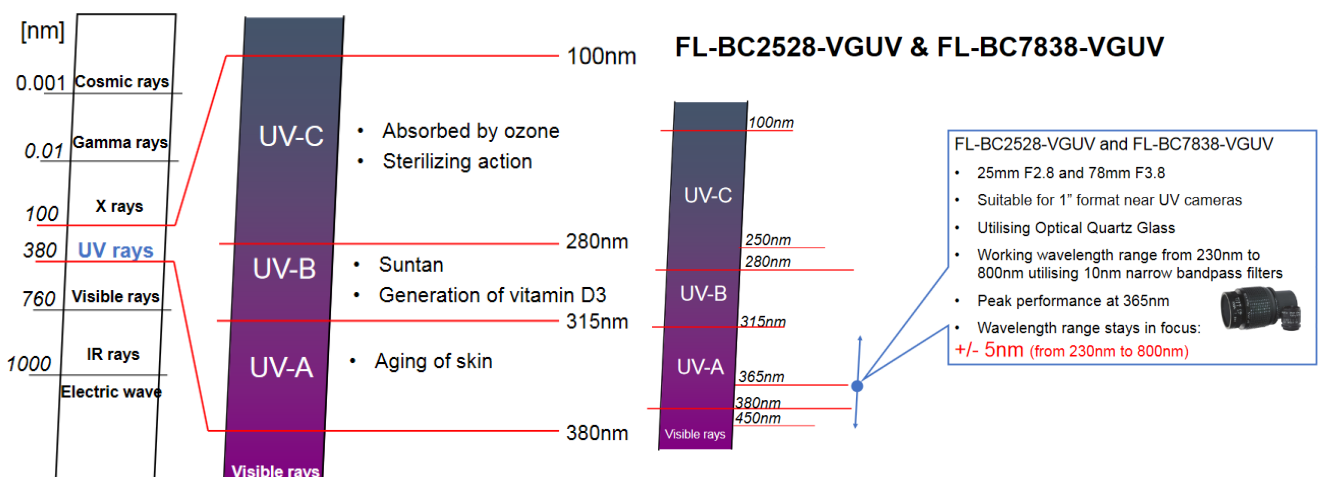 [nm]
0.001
Cosmic rays
Gamma rays
0.01
X rays
100
380
UV rays
Visible rays
760
IR rays
1000
Electric wave
100nm
UV-C
• Absorbed by ozone
• Sterilizing action
280nm
UV-B
• Suntan
• Generation of vitamin D3
315nm
UV-A
• Aging of skin
380nm
Visible rays
FL-BC2528-VGUV & FL-BC7838-VGUV
100nm
UV-C
250nm
280nm
UV-B
315nm
UV-A
365nm
380nm
450nm
Visible rays
FL-BC2528-VGUV and FL-BC7838-VGUV
• 25mm F2.8 and 78mm F3.8
• Suitable for 1” format near UV cameras
• Utilising Optical Quartz Glass
• Working wavelength range from 230nm to
800nm utilising 10nm narrow bandpass filters
• Peak performance at 365nm
• Wavelength range stays in focus:
+/- 5nm (from 230nm to 800nm)